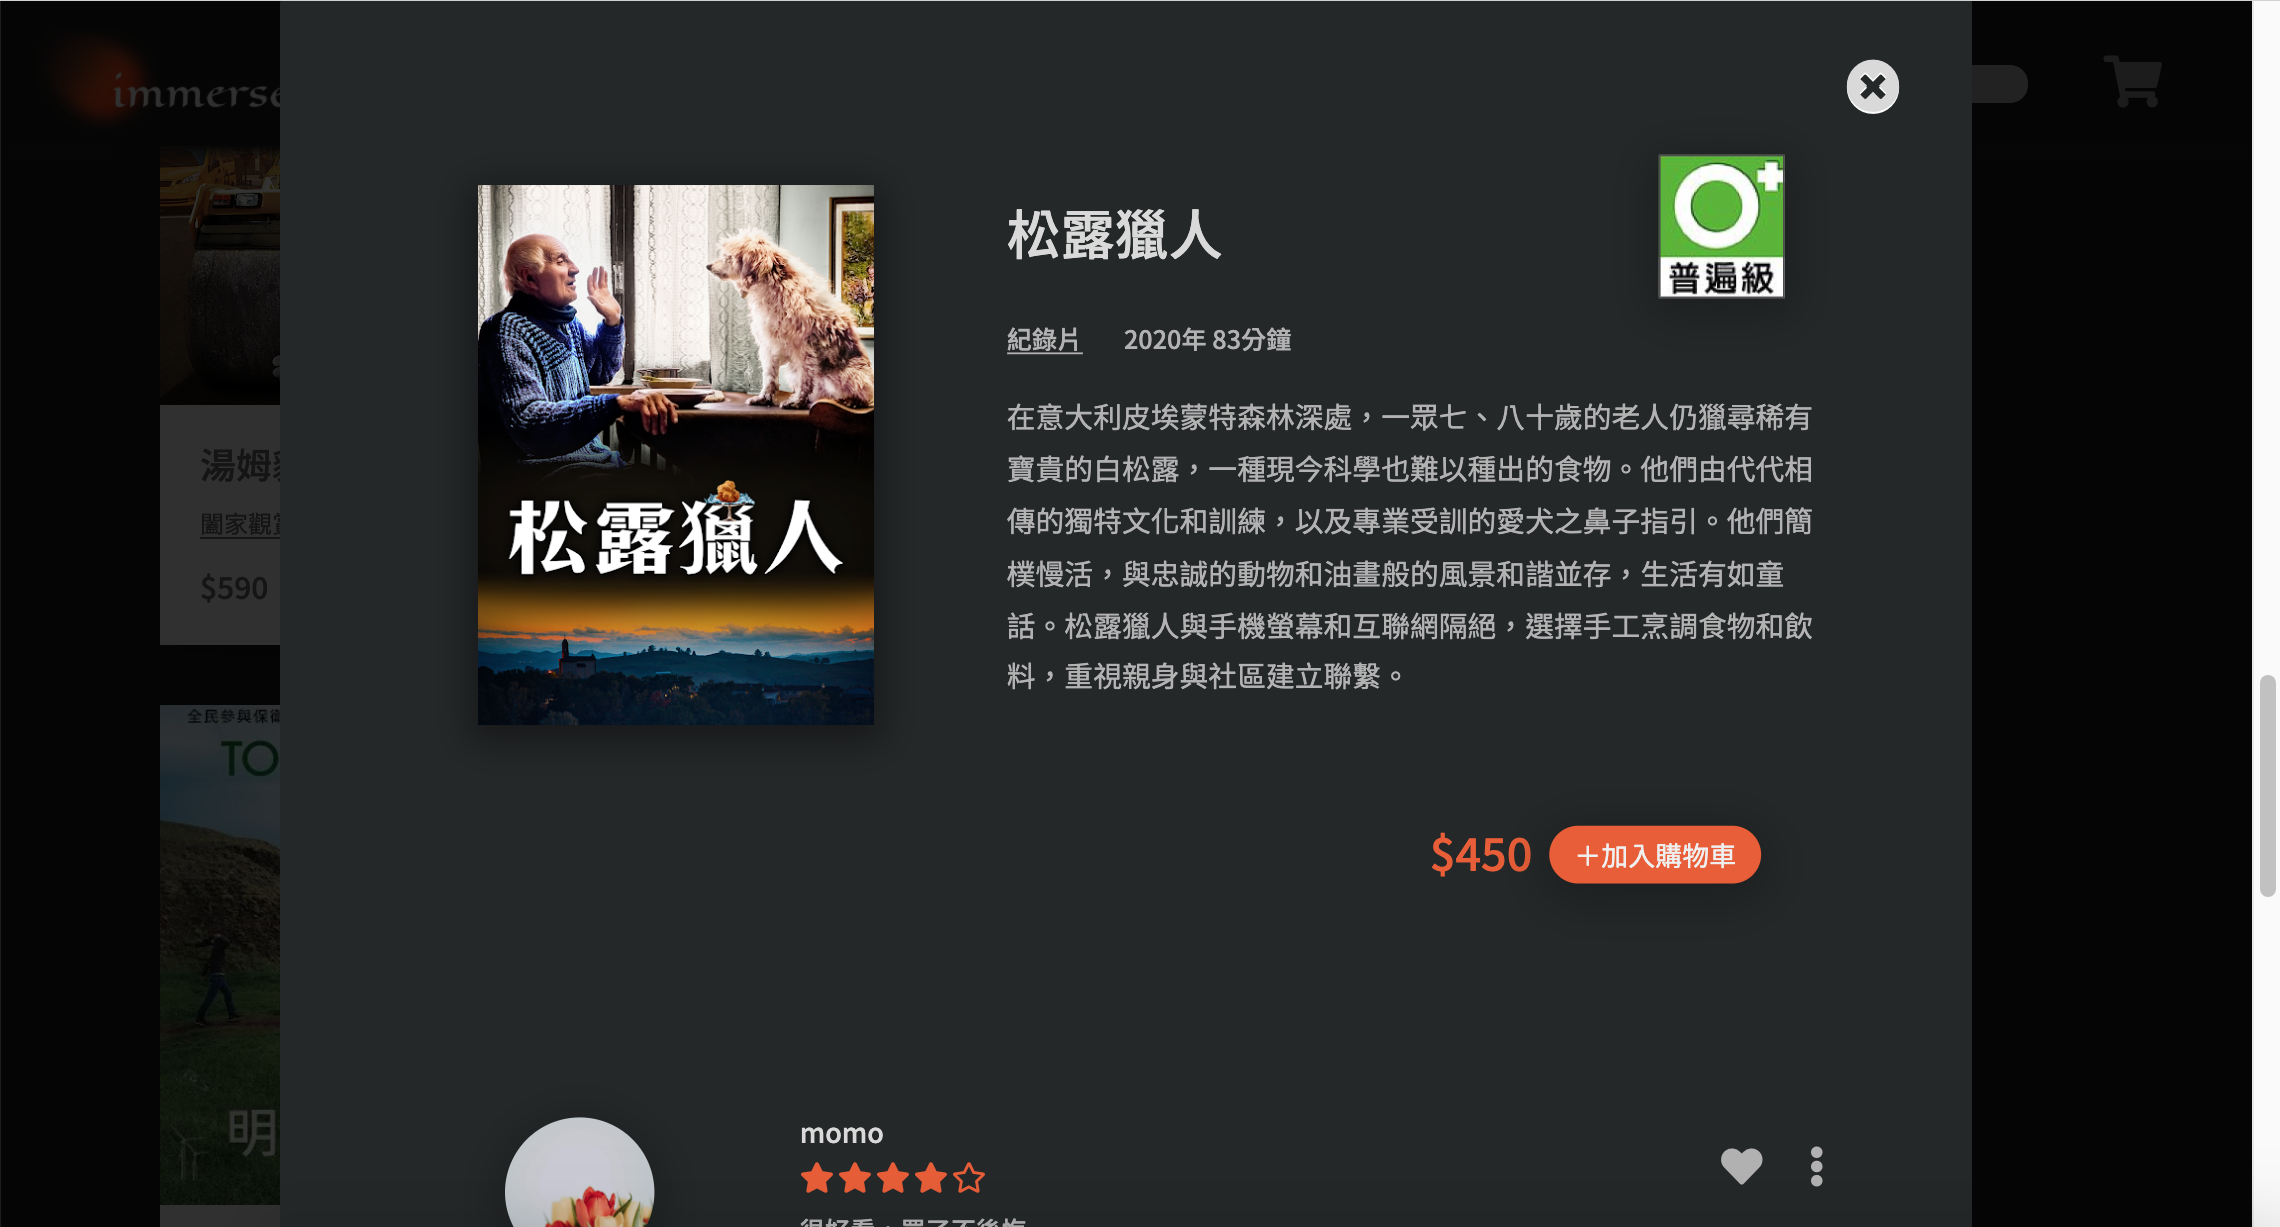 immerse
松露獵人
普遍級
紀錄片 2020年 83分鐘
在意大利皮埃蒙特森林深處，一眾七、八十歲的老人仍獵尋稀有
寶貴的白松露，一種現今科學也難以種出的食物。他們由代代相
傳的獨特文化和訓練，以及專業受訓的愛犬之鼻子指引。他們簡
樸慢活，與忠誠的動物和油畫般的風景和諧並存，生活有如童
話。松露獵人與手機螢幕和互聯網隔絕，選擇手工烹調食物和飲
料，重視親身與社區建立聯繫。
松露獵人
$450 ＋加入購物車
湯姆
闔家觀
$590
全民參與保衛
TO
明
momo
很好看，買了不後悔